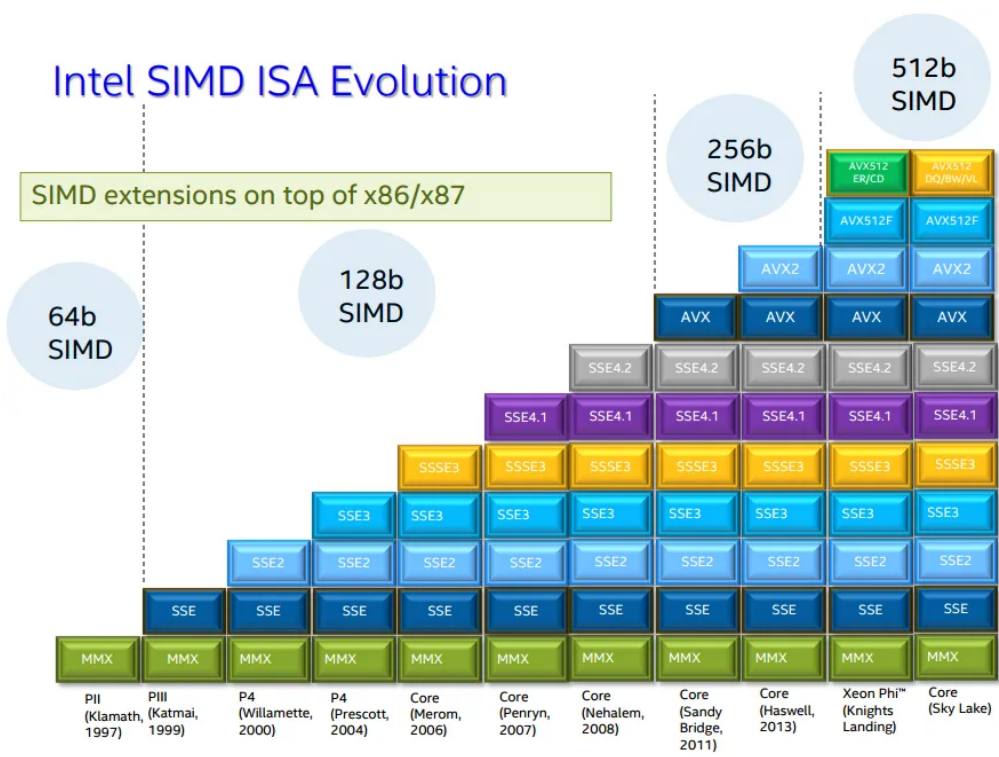 Intel SIMD ISA Evolution
SIMD extensions on top of x86/x87
64b
SIMD
128b
SIMD
256b
SIMD
512b
SIMD
AVX512
ER/CD
AVX512
DQ/BW/VL
AVX512F
AVX512F
AVX2
AVX2
AVX2
AVX
AVX
AVX
AVX
SSE4.2
SSE4.2
SSE4.2
SSE4.2
SSE4.2
SSE4.1
SSE4.1
SSE4.1
SSE4.1
SSE4.1
SSE4.1
SSSE3
SSSE3
SSSE3
SSSE3
SSSE3
SSSE3
SSSE3
SSE3
SSE3
SSE3
SSE3
SSE3
SSE3
SSE3
SSE3
SSE2
SSE2
SSE2
SSE2
SSE2
SSE2
SSE2
SSE2
SSE2
SSE
SSE
SSE
SSE
SSE
SSE
SSE
SSE
SSE
SSE
MMX
MMX
MMX
MMX
MMX
MMX
MMX
MMX
MMX
MMX
MMX
PII
(Klamath,
1997)
PIII
(Katmai,
1999)
P4
(Willamette,
2000)
P4
(Prescott,
2004)
Core
(Merom,
2006)
Core
(Penryn,
2007)
Core
(Nehalem,
2008)
Core
(Sandy
Bridge,
2011)
Core
(Haswell,
2013)
Xeon Phi™
(Knights
Landing)
Core
(Sky Lake)